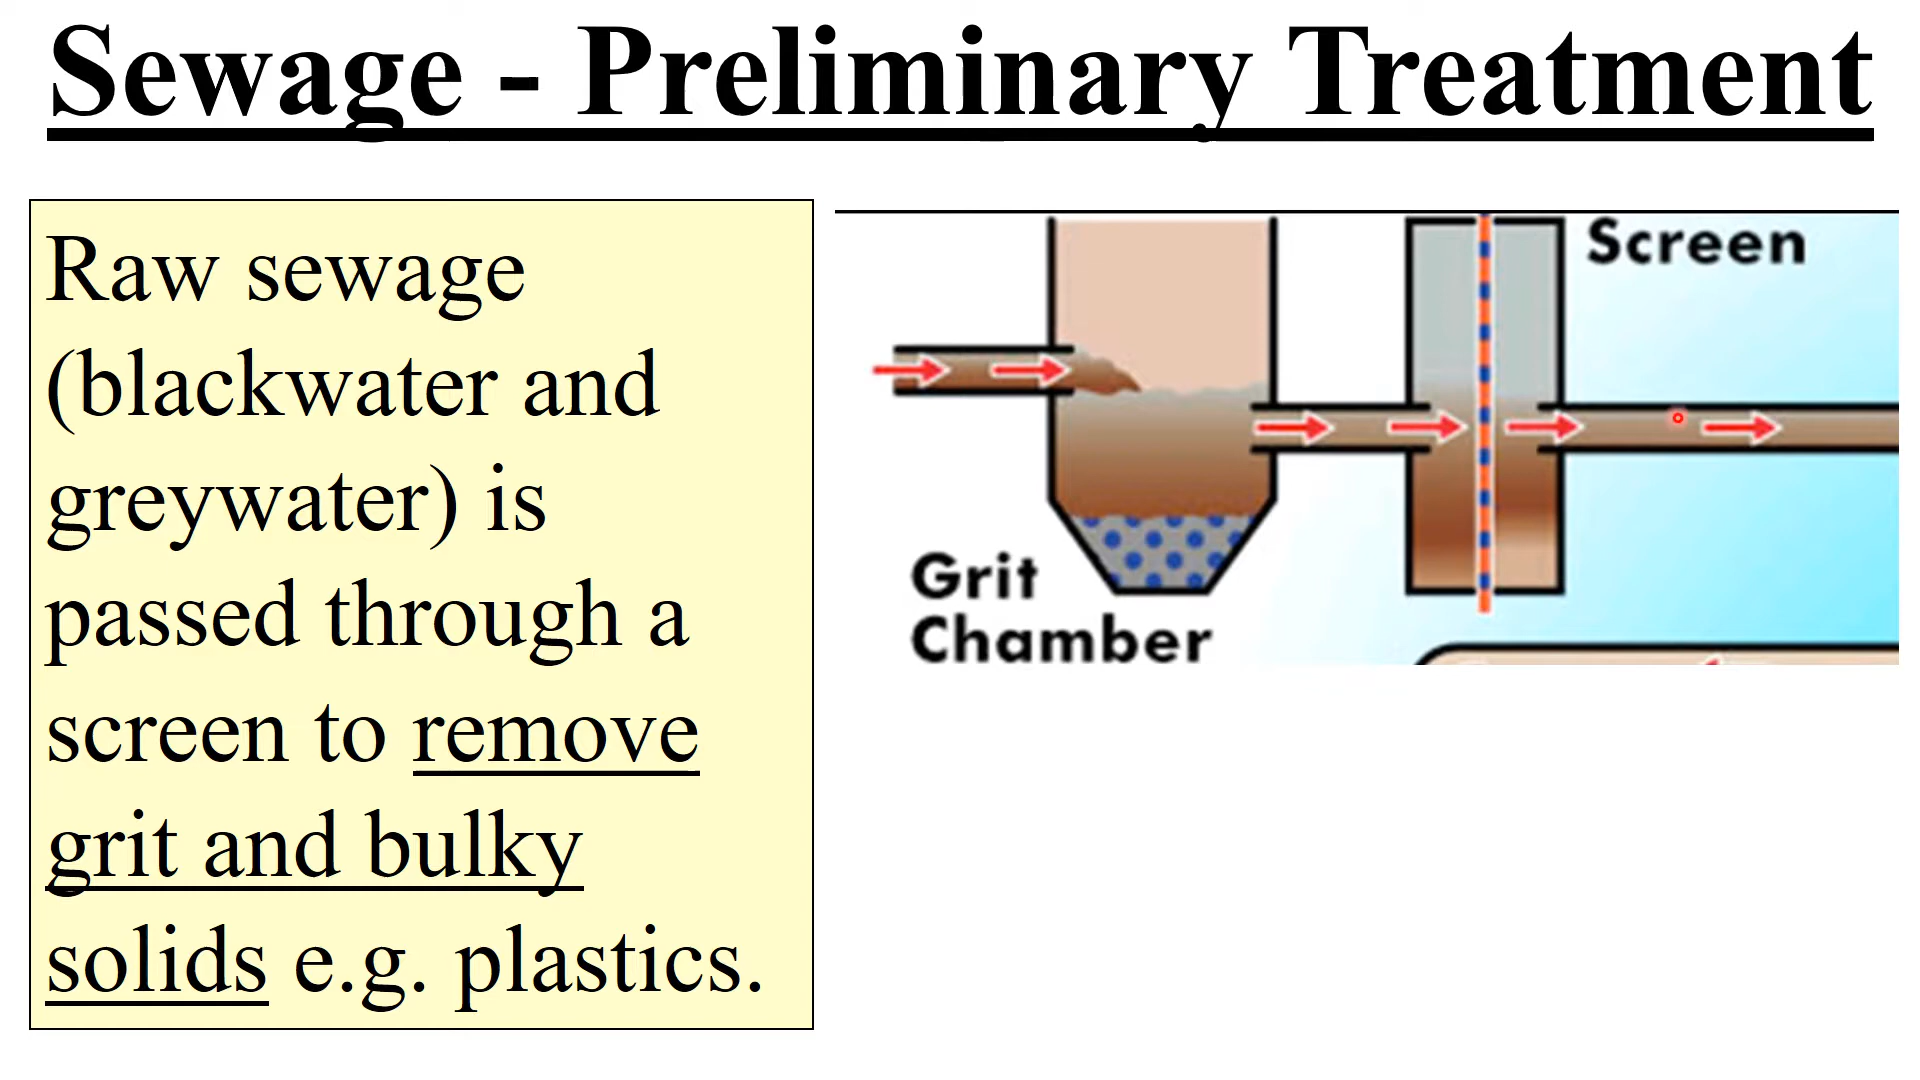 Sewage - Preliminary Treatment
Raw sewage
(blackwater and
greywater) is
passed through a
screen to remove
grit and bulky
solids e.g. plastics.
Screen
Grit
Chamber